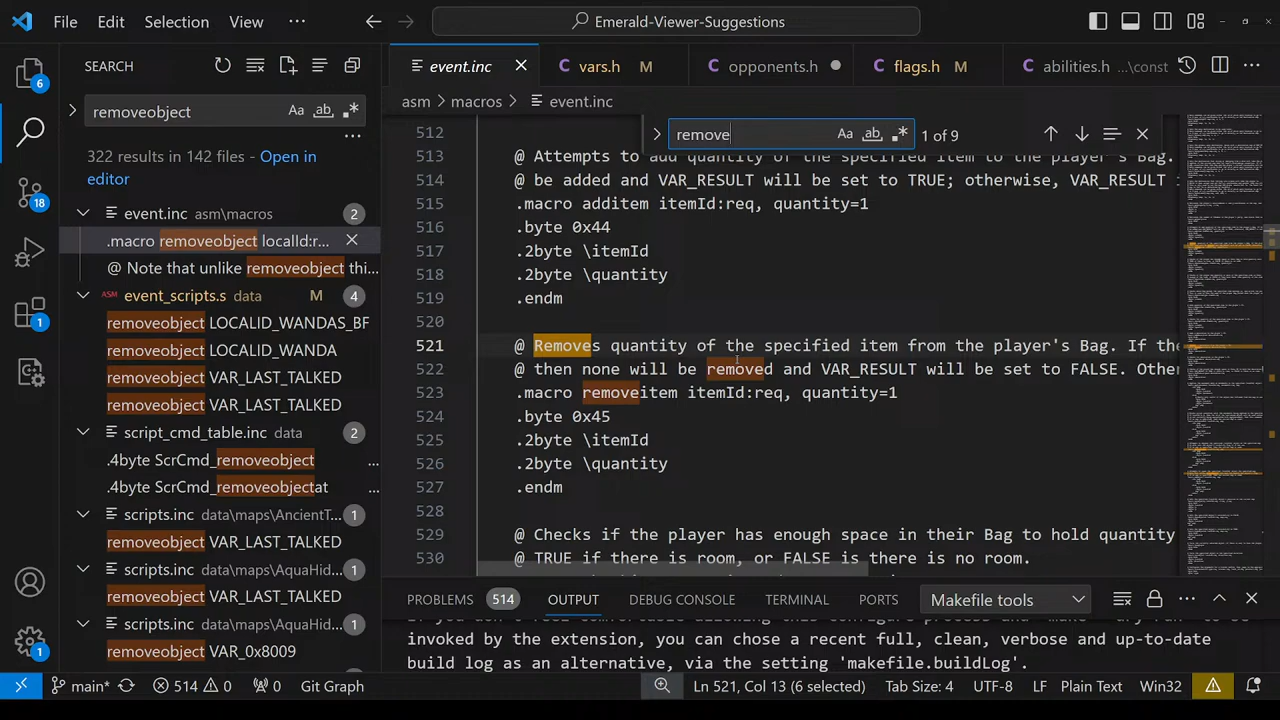 File Edit Selection View ··· Emerald-Viewer-Suggestions
SEARCH
removeobject Aa ab .*
322 results in 142 files - Open in
editor
event.inc asm\macros 2
.macro removeobject localId:r...
@ Note that unlike removeobject thi...
ASM event_scripts.s data M 4
removeobject LOCALID_WANDAS_BF
removeobject LOCALID_WANDA
removeobject VAR_LAST_TALKED
removeobject VAR_LAST_TALKED
script_cmd_table.inc data 2
.4byte ScrCmd_removeobject ...
.4byte ScrCmd_removeobjectat ...
scripts.inc data\maps\AncientT... 1
removeobject VAR_LAST_TALKED
scripts.inc data\maps\AquaHid... 1
removeobject VAR_LAST_TALKED
scripts.inc data\maps\AquaHid... 1
removeobject VAR_0x8009
6
18
1
1
event.inc vars.h M opponents.h flags.h M abilities.h ...\const
asm > macros > event.inc
remove Aa ab .* 1 of 9
512
513 @ Attempts to add quantity of the specified item to the player's Bag.
514 @ be added and VAR_RESULT will be set to TRUE; otherwise, VAR_RESULT
515 .macro additem itemId:req, quantity=1
516 .byte 0x44
517 .2byte \itemId
518 .2byte \quantity
519 .endm
520
521 @ Removes quantity of the specified item from the player's Bag. If the
522 @ then none will be removed and VAR_RESULT will be set to FALSE. Other
523 .macro removeitem itemId:req, quantity=1
524 .byte 0x45
525 .2byte \itemId
526 .2byte \quantity
527 .endm
528
529 @ Checks if the player has enough space in their Bag to hold quantity
530 @ TRUE if there is room, or FALSE is there is no room.
PROBLEMS 514 OUTPUT DEBUG CONSOLE TERMINAL PORTS Makefile tools
invoked by the extension, you can chose a recent full, clean, verbose and up-to-date
build log as an alternative, via the setting 'makefile.buildLog'.
main* 514 0 0 Git Graph Ln 521, Col 13 (6 selected) Tab Size: 4 UTF-8 LF Plain Text Win32